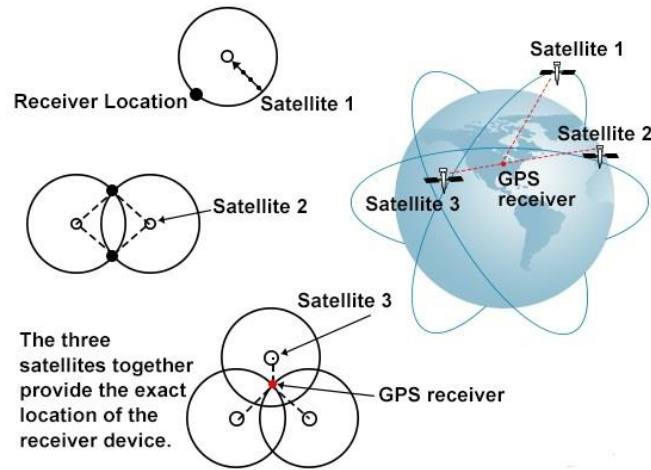 Receiver Location
Satellite 1
Satellite 2
Satellite 3
GPS receiver
The three
satellites together
provide the exact
location of the
receiver device.
Satellite 1
Satellite 2
Satellite 3
GPS
receiver